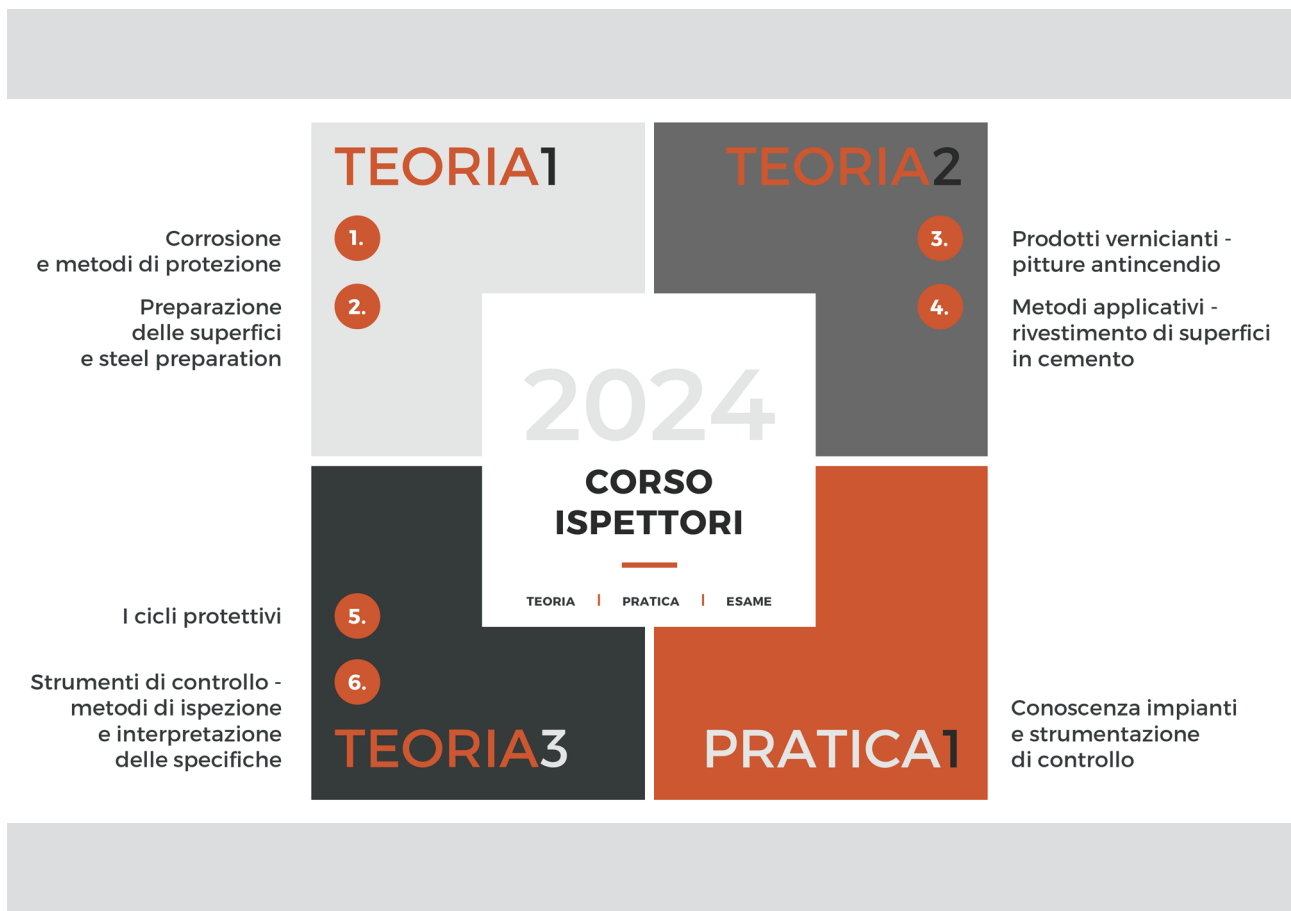 TEORIA1
1.
Corrosione
e metodi di protezione
2.
Preparazione
delle superfici
e steel preparation
TEORIA2
3.
Prodotti vernicianti -
pitture antincendio
4.
Metodi applicativi -
rivestimento di superfici
in cemento
2024
CORSO
ISPETTORI
TEORIA | PRATICA | ESAME
5.
I cicli protettivi
6.
Strumenti di controllo -
metodi di ispezione
e interpretazione
delle specifiche
TEORIA3
PRATICA1
Conoscenza impianti
e strumentazione
di controllo